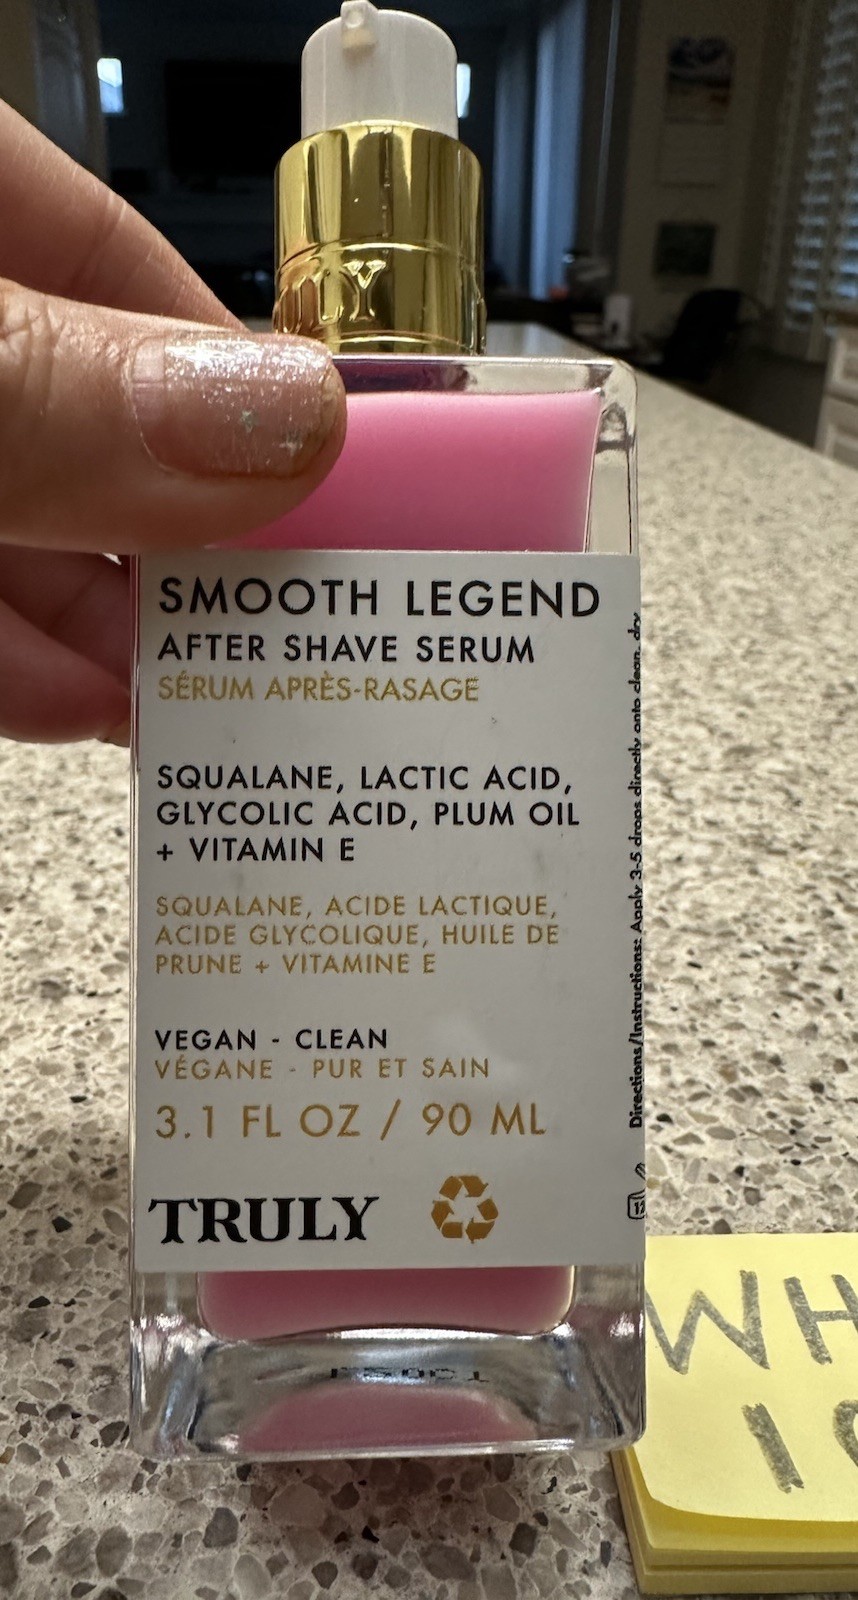 SMOOTH LEGEND
AFTER SHAVE SERUM
SÉRUM APRÈS-RASAGE
SQUALANE, LACTIC ACID,
GLYCOLIC ACID, PLUM OIL
+ VITAMIN E
SQUALANE, ACIDE LACTIQUE,
ACIDE GLYCOLIQUE, HUILE DE
PRUNE + VITAMINE E
VEGAN - CLEAN
VÉGANE - PUR ET SAIN
3.1 FL OZ / 90 ML
TRULY
Directions/Instructions: Apply 3-5 drops directly onto clean, dry
WH